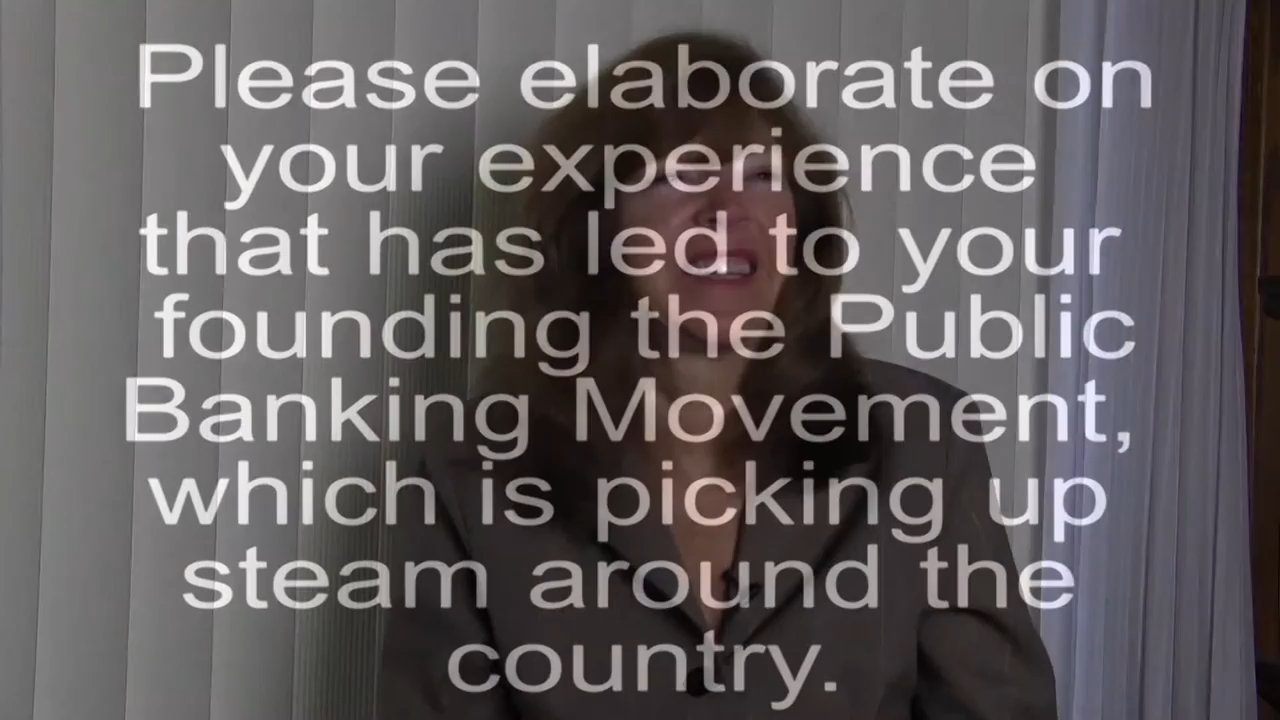 Please elaborate on
your experience
that has led to your
founding the Public
Banking Movement,
which is picking up
steam around the
country.